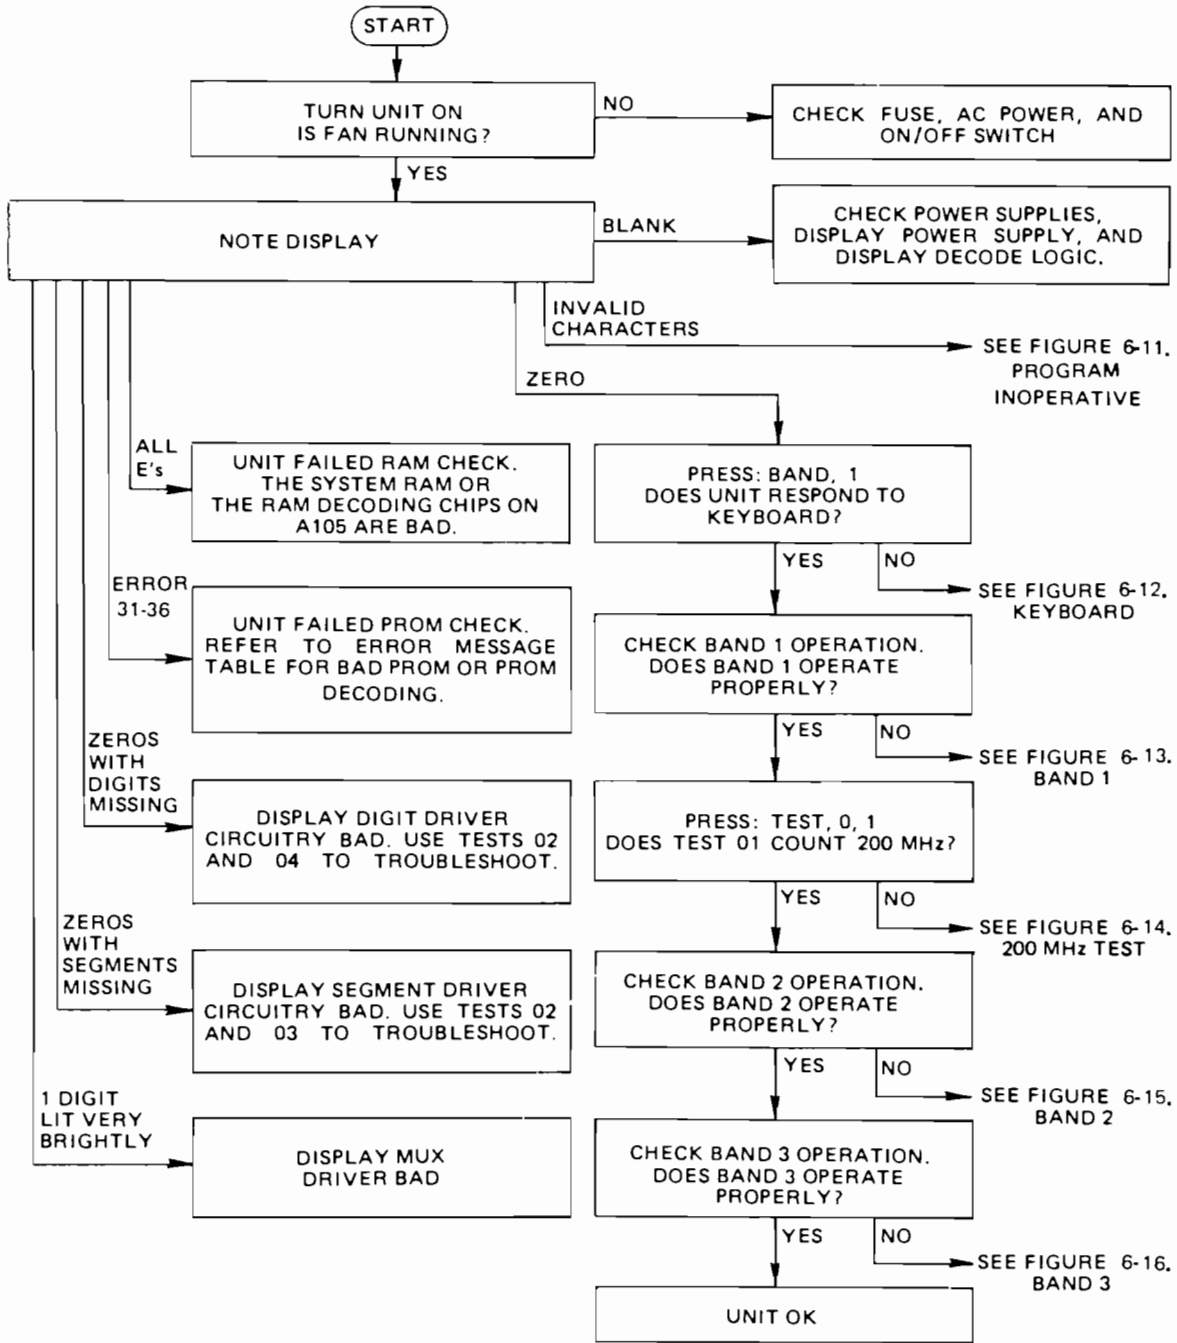 START
TURN UNIT ON
IS FAN RUNNING?
NO
CHECK FUSE, AC POWER, AND
ON/OFF SWITCH
YES
NOTE DISPLAY
BLANK
CHECK POWER SUPPLIES,
DISPLAY POWER SUPPLY, AND
DISPLAY DECODE LOGIC.
INVALID
CHARACTERS
SEE FIGURE 6-11.
PROGRAM
INOPERATIVE
ZERO
ALL
E's
UNIT FAILED RAM CHECK.
THE SYSTEM RAM OR
THE RAM DECODING CHIPS ON
A105 ARE BAD.
PRESS: BAND, 1
DOES UNIT RESPOND TO
KEYBOARD?
YES
NO
SEE FIGURE 6-12.
KEYBOARD
ERROR
31-36
UNIT FAILED PROM CHECK.
REFER TO ERROR MESSAGE
TABLE FOR BAD PROM OR PROM
DECODING.
CHECK BAND 1 OPERATION.
DOES BAND 1 OPERATE
PROPERLY?
YES
NO
SEE FIGURE 6-13.
BAND 1
ZEROS
WITH
DIGITS
MISSING
DISPLAY DIGIT DRIVER
CIRCUITRY BAD. USE TESTS 02
AND 04 TO TROUBLESHOOT.
PRESS: TEST, 0, 1
DOES TEST 01 COUNT 200 MHz?
YES
NO
SEE FIGURE 6-14.
200 MHz TEST
ZEROS
WITH
SEGMENTS
MISSING
DISPLAY SEGMENT DRIVER
CIRCUITRY BAD. USE TESTS 02
AND 03 TO TROUBLESHOOT.
CHECK BAND 2 OPERATION.
DOES BAND 2 OPERATE
PROPERLY?
YES
NO
SEE FIGURE 6-15.
BAND 2
1 DIGIT
LIT VERY
BRIGHTLY
DISPLAY MUX
DRIVER BAD
CHECK BAND 3 OPERATION.
DOES BAND 3 OPERATE
PROPERLY?
YES
NO
SEE FIGURE 6-16.
BAND 3
UNIT OK